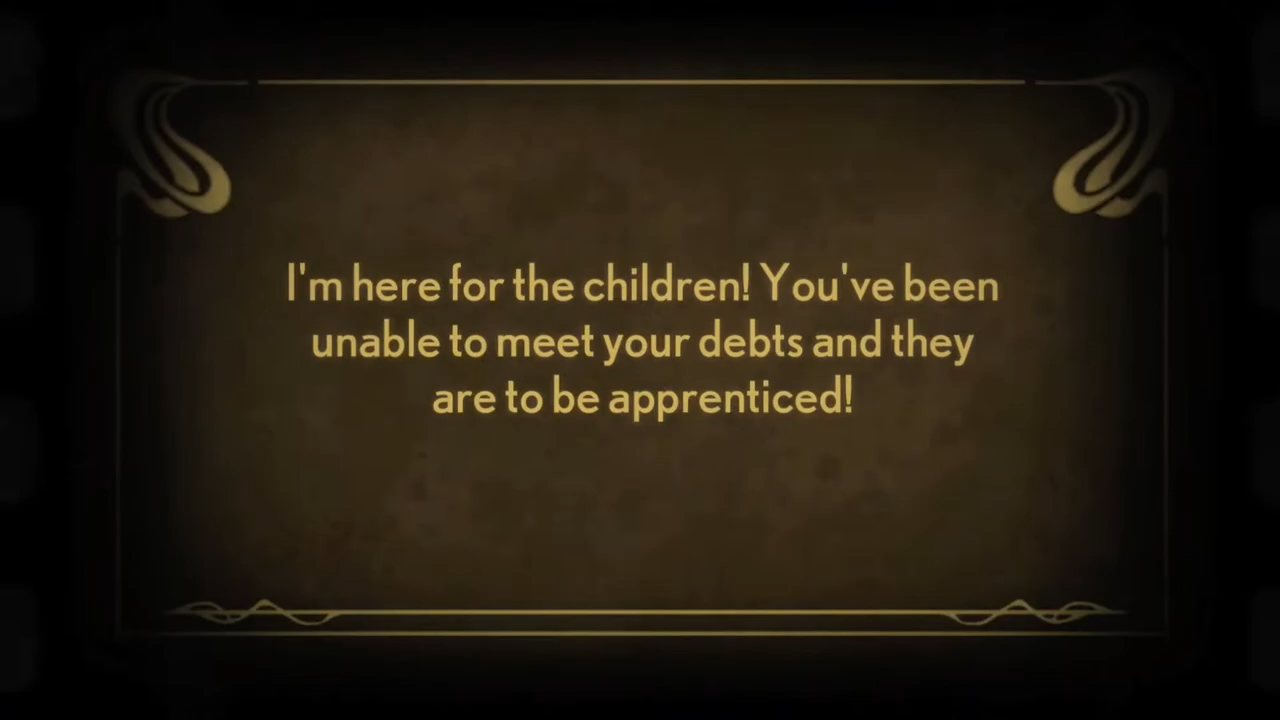 I'm here for the children! You've been
unable to meet your debts and they
are to be apprenticed!